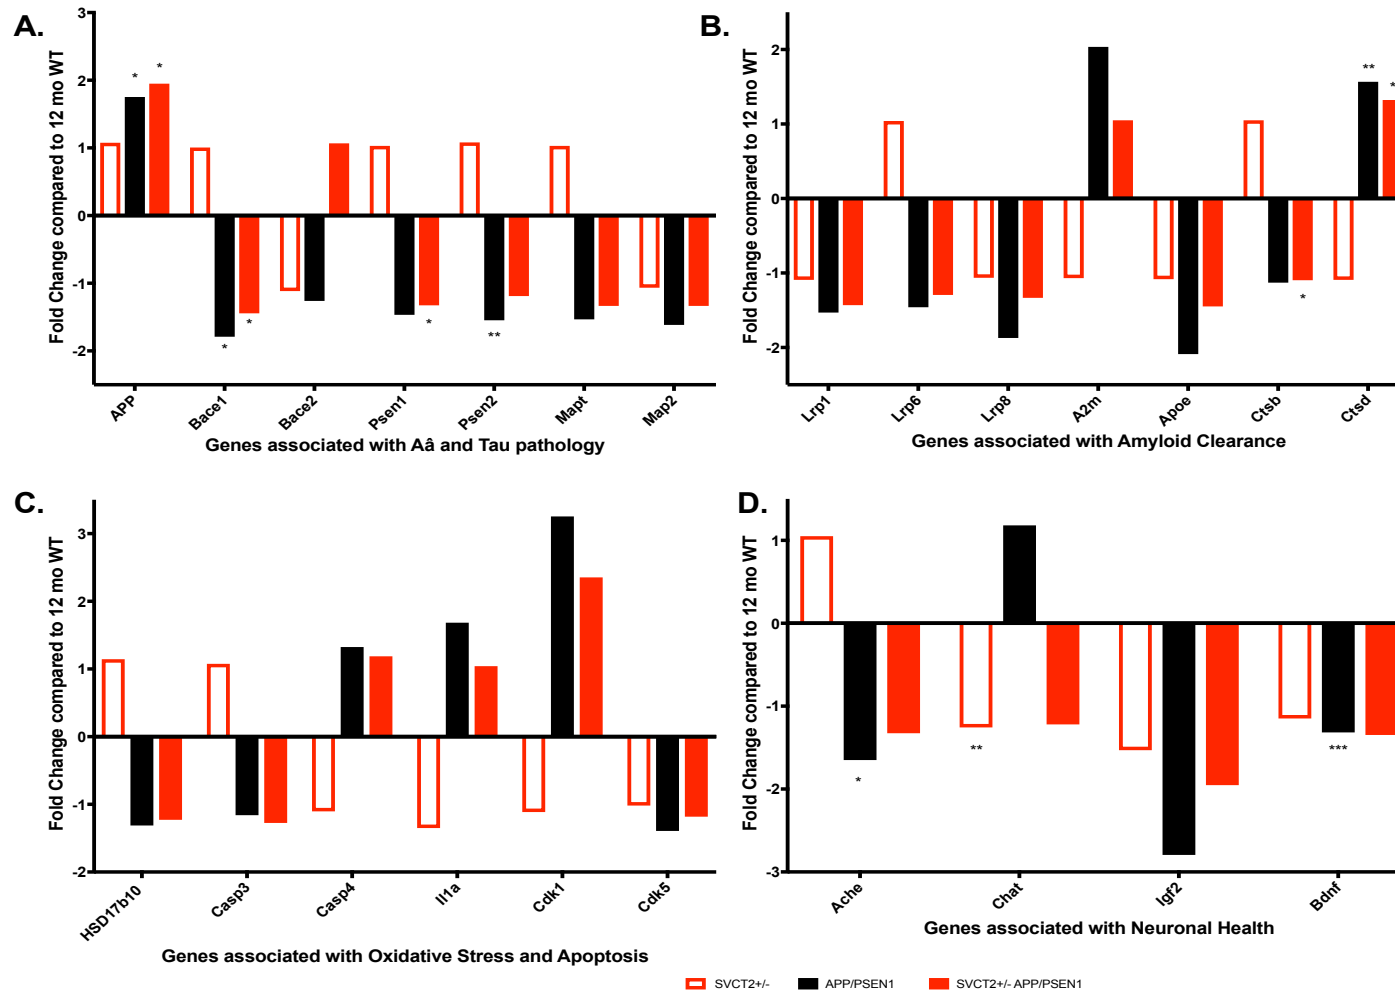 A.
Fold Change compared to 12 mo WT
3
2
1
0
-1
-2
* *
* * * **
APP Bace1 Bace2 Psen1 Psen2 Mapt Map2
Genes associated with Aâ and Tau pathology
B.
Fold Change compared to 12 mo WT
2
1
0
-1
-2
** *
*
Lrp1 Lrp6 Lrp8 A2m Apoe Ctsb Ctsd
Genes associated with Amyloid Clearance
C.
Fold Change compared to 12 mo WT
3
2
1
0
-1
-2
HSD17b10 Casp3 Casp4 Il1a Cdk1 Cdk5
Genes associated with Oxidative Stress and Apoptosis
D.
Fold Change compared to 12 mo WT
1
0
-1
-2
-3
* ** ***
Ache Chat Igf2 Bdnf
Genes associated with Neuronal Health
SVCT2+/- APP/PSEN1 SVCT2+/- APP/PSEN1